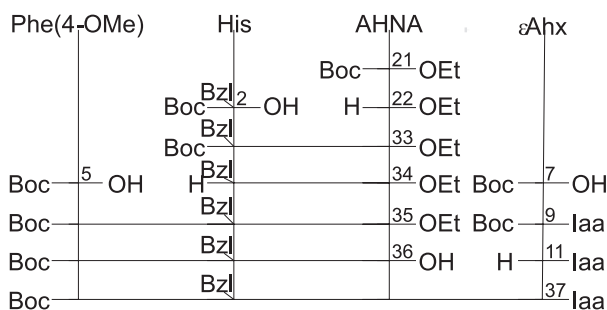 Phe(4-OMe) His AHNA εAhx
Boc 21 OEt
Bzl
Boc 2 OH H 22 OEt
Bzl
Boc 33 OEt
Boc 5 OH H Bzl 34 OEt Boc 7 OH
Boc Bzl 35 OEt Boc 9 Iaa
Boc Bzl 36 OH H 11 Iaa
Boc Bzl 37 Iaa